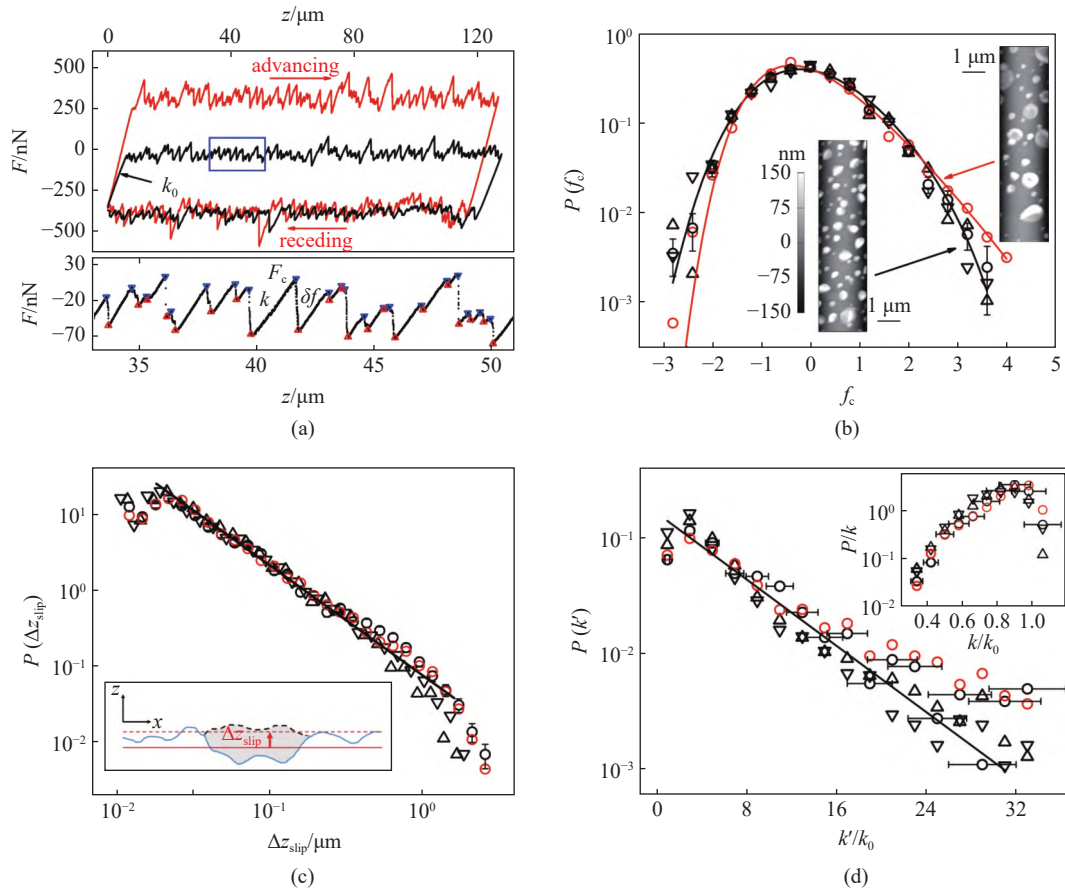 z/μm
0 40 80 120
500
250
0
−250
−500
F/nN
advancing
k0
receding
30
−20
−70
F/nN
Fc
k
δf
35 40 45 50
z/μm
(a)
10^0
10^−1
10^−2
10^−3
P (fc)
1 μm
nm
150
75
0
−75
−150
1 μm
−3 −2 −1 0 1 2 3 4 5
fc
(b)
10^1
10^0
10^−1
10^−2
P (Δzslip)
z
x
Δzslip
10^−2 10^−1 10^0
Δzslip/μm
(c)
10^0
10^−1
10^−2
10^−3
P (k′)
10^0
10^−1
10^−2
P/k
0.4 0.6 0.8 1.0
k/k0
0 8 16 24 32
k′/k0
(d)